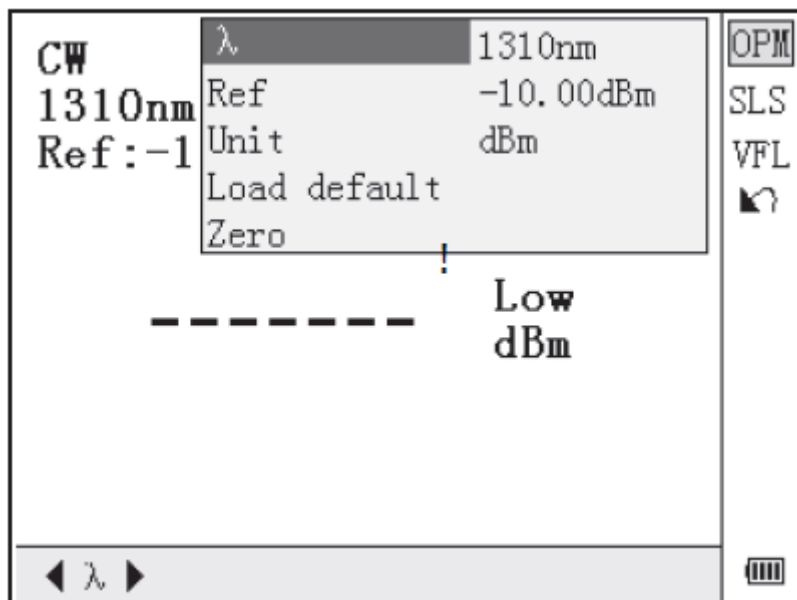 CW
1310nm
Ref:-1
λ 1310nm
Ref -10.00dBm
Unit dBm
Load default
Zero
!
Low
dBm
OPM
SLS
VFL
λ